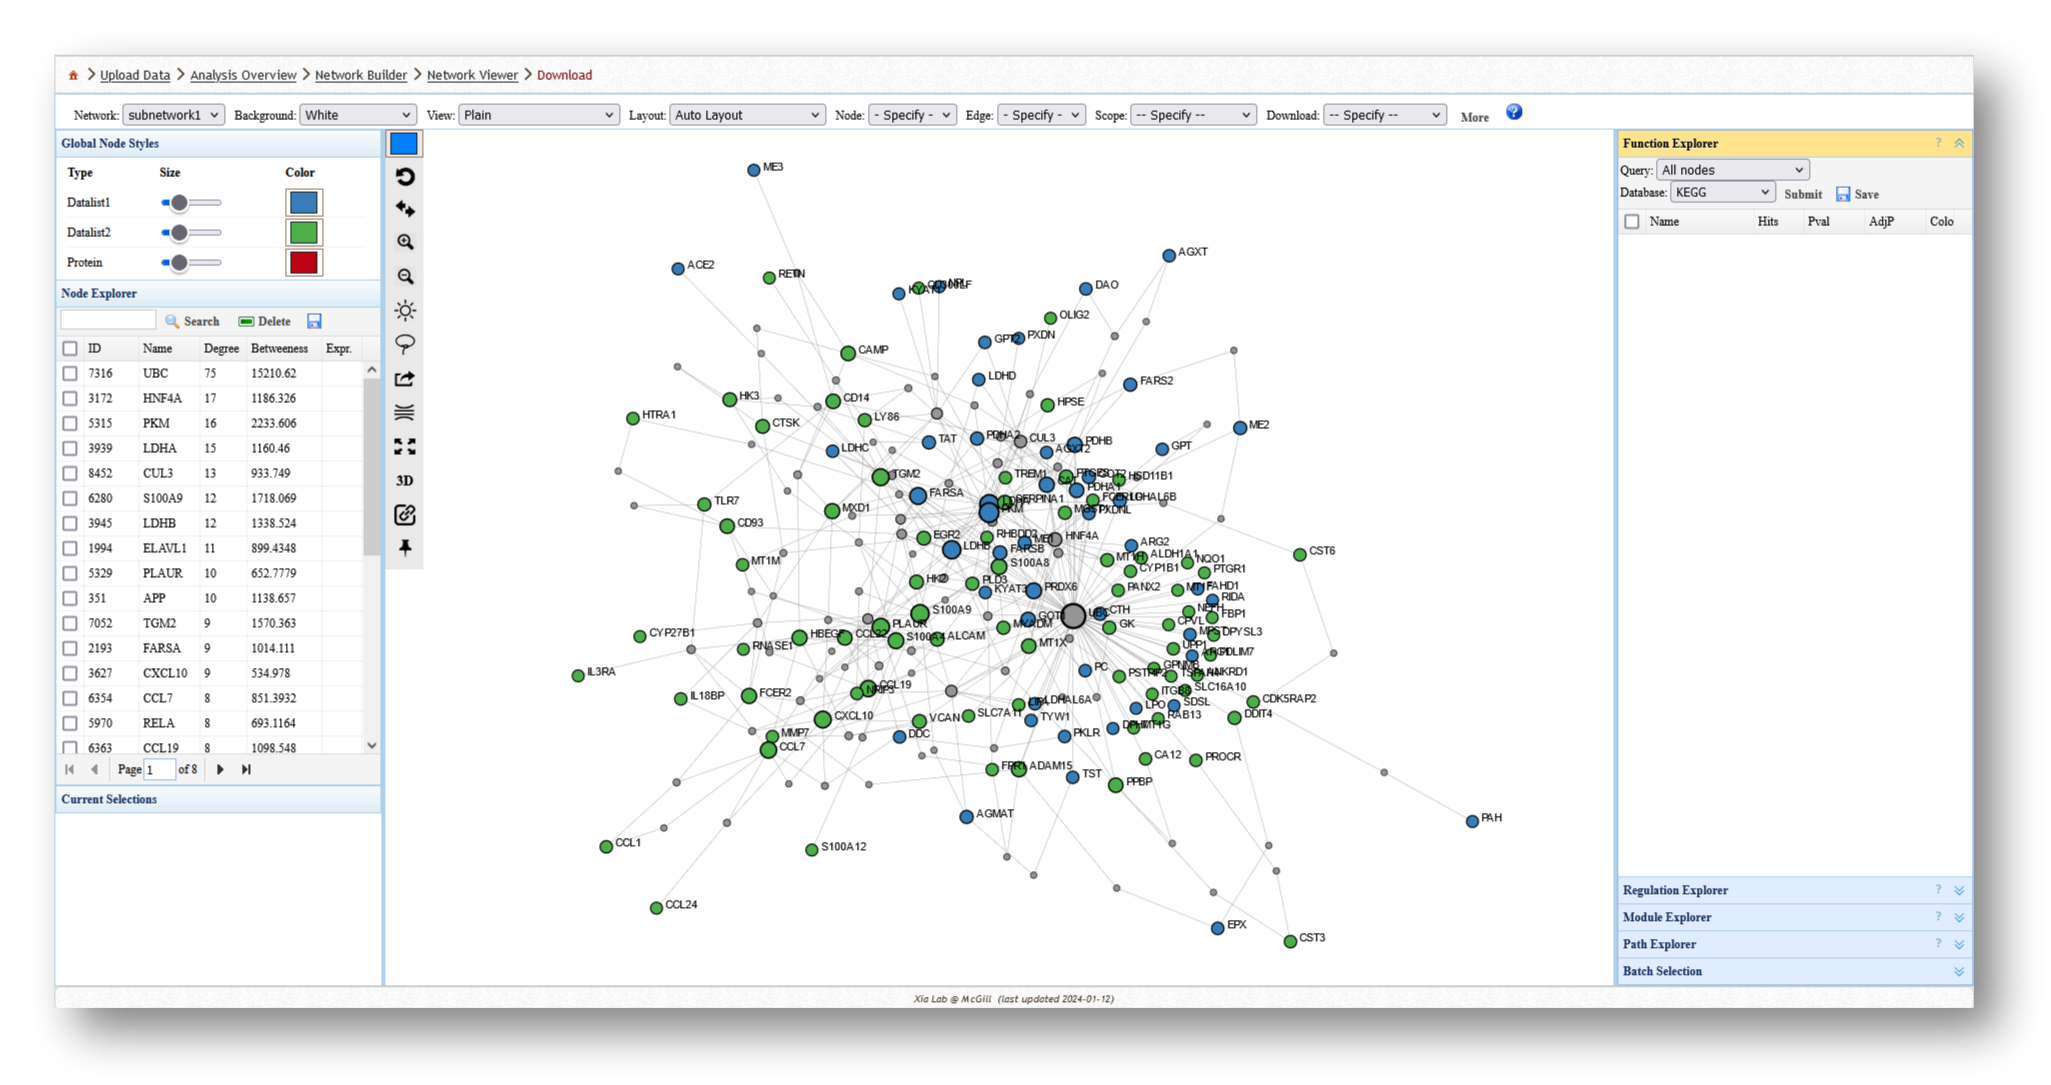 Upload Data > Analysis Overview > Network Builder > Network Viewer > Download
Network: subnetwork1 Background: White View: Plain Layout: Auto Layout Node: - Specify - Edge: - Specify - Scope: -- Specify -- Download: -- Specify -- More ?
Global Node Styles
Type Size Color
Datalist1
Datalist2
Protein
Node Explorer
Search Delete
ID Name Degree Betweeness Expr.
7316 UBC 75 15210.62
3172 HNF4A 17 1186.326
5315 PKM 16 2233.606
3939 LDHA 15 1160.46
8452 CUL3 13 933.749
6280 S100A9 12 1718.069
3945 LDHB 12 1338.524
1994 ELAVL1 11 899.4348
5329 PLAUR 10 652.7779
351 APP 10 1138.657
7052 TGM2 9 1570.363
2193 FARSA 9 1014.111
3627 CXCL10 9 534.978
6354 CCL7 8 851.3932
5970 RELA 8 693.1164
6363 CCL19 8 1098.548
Page 1 of 8
Current Selections
3D
ME3
AGXT
ACE2
RETN
DAO
OLIG2
PXDN
CAMP
LDHD
FARS2
HK3
CD14
HPSE
HTRA1
CTSK
LY86
ME2
TAT
PDHA2
CUL3
PDHB
LDHC
AGXT2
GPT
TGM2
TREM1
HSD11B1
FARSA
PDHA1
SERPINA1
LDHAL6B
TLR7
MXD1
PKM
PXDNL
CD93
EGR2
RHBDD2
HNF4A
ARG2
LDHB
FARSB
ALDH1A1
CST6
MT1M
S100A8
NQO1
CYP1B1
PTGR1
PLD3
KYAT3
PRDX6
PANX2
FAHD1
RIDA
S100A9
UBC
CTH
FBP1
PLAUR
MYADM
GK
CPVL
DPYSL3
CYP27B1
HBEGF
CCL22
S100A4
ALCAM
RNASE1
MT1X
UPP1
PDLIM7
IL3RA
PC
GPNMB
ANKRD1
CCL19
SLC16A10
IL18BP
FCER2
NRIP3
ITGB8
CDK5RAP2
LDHAL6A
LPO
SDSL
CXCL10
VCAN
SLC7A11
TYW1
RAB13
DDIT4
MMP7
DDC
PKLR
MT1G
CCL7
CA12
PROCR
FPR1
ADAM15
TST
PPBP
AGMAT
PAH
CCL1
S100A12
CCL24
EPX
CST3
Function Explorer ?
Query: All nodes
Database: KEGG Submit Save
Name Hits Pval AdjP Colo
Regulation Explorer ?
Module Explorer ?
Path Explorer ?
Batch Selection
Xia Lab @ McGill (last updated 2024-01-12)